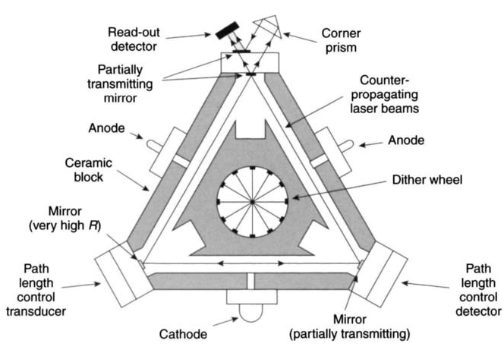 Read-out
detector
Corner
prism
Partially
transmitting
mirror
Counter-
propagating
laser beams
Anode
Anode
Ceramic
block
Dither wheel
Mirror
(very high R)
Path
length
control
transducer
Path
length
control
detector
Cathode
Mirror
(partially transmitting)